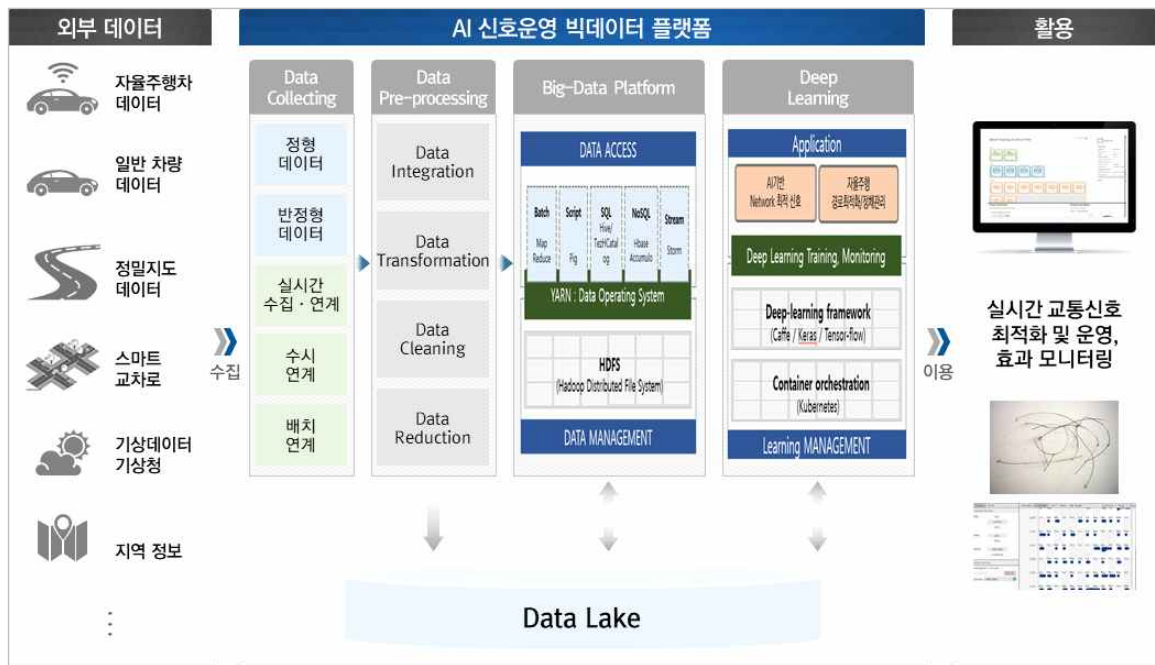 외부 데이터
자율주행차
데이터
일반 차량
데이터
정밀지도
데이터
스마트
교차로
기상데이터
기상청
지역 정보
⋮
수집
AI 신호운영 빅데이터 플랫폼
Data
Collecting
정형
데이터
반정형
데이터
실시간
수집 · 연계
수시
연계
배치
연계
Data
Pre-processing
Data
Integration
Data
Transformation
Data
Cleaning
Data
Reduction
Big-Data Platform
DATA ACCESS
Batch
Map
Reduce
Script
Pig
SQL
Hive/
TezHCatal
og
NoSQL
Hbase
Accumulo
Stream
Storm
YARN : Data Operating System
HDFS
(Hadoop Distributed File System)
DATA MANAGEMENT
Deep
Learning
Application
AI기반
Network 최적 신호
자율주행
경로최적화/정체관리
Deep Learning Training, Monitoring
Deep-learning framework
(Caffe / Keras / Tensor-flow)
Container orchestration
(Kubernetes)
Learning MANAGEMENT
Data Lake
이용
활용
실시간 교통신호
최적화 및 운영,
효과 모니터링